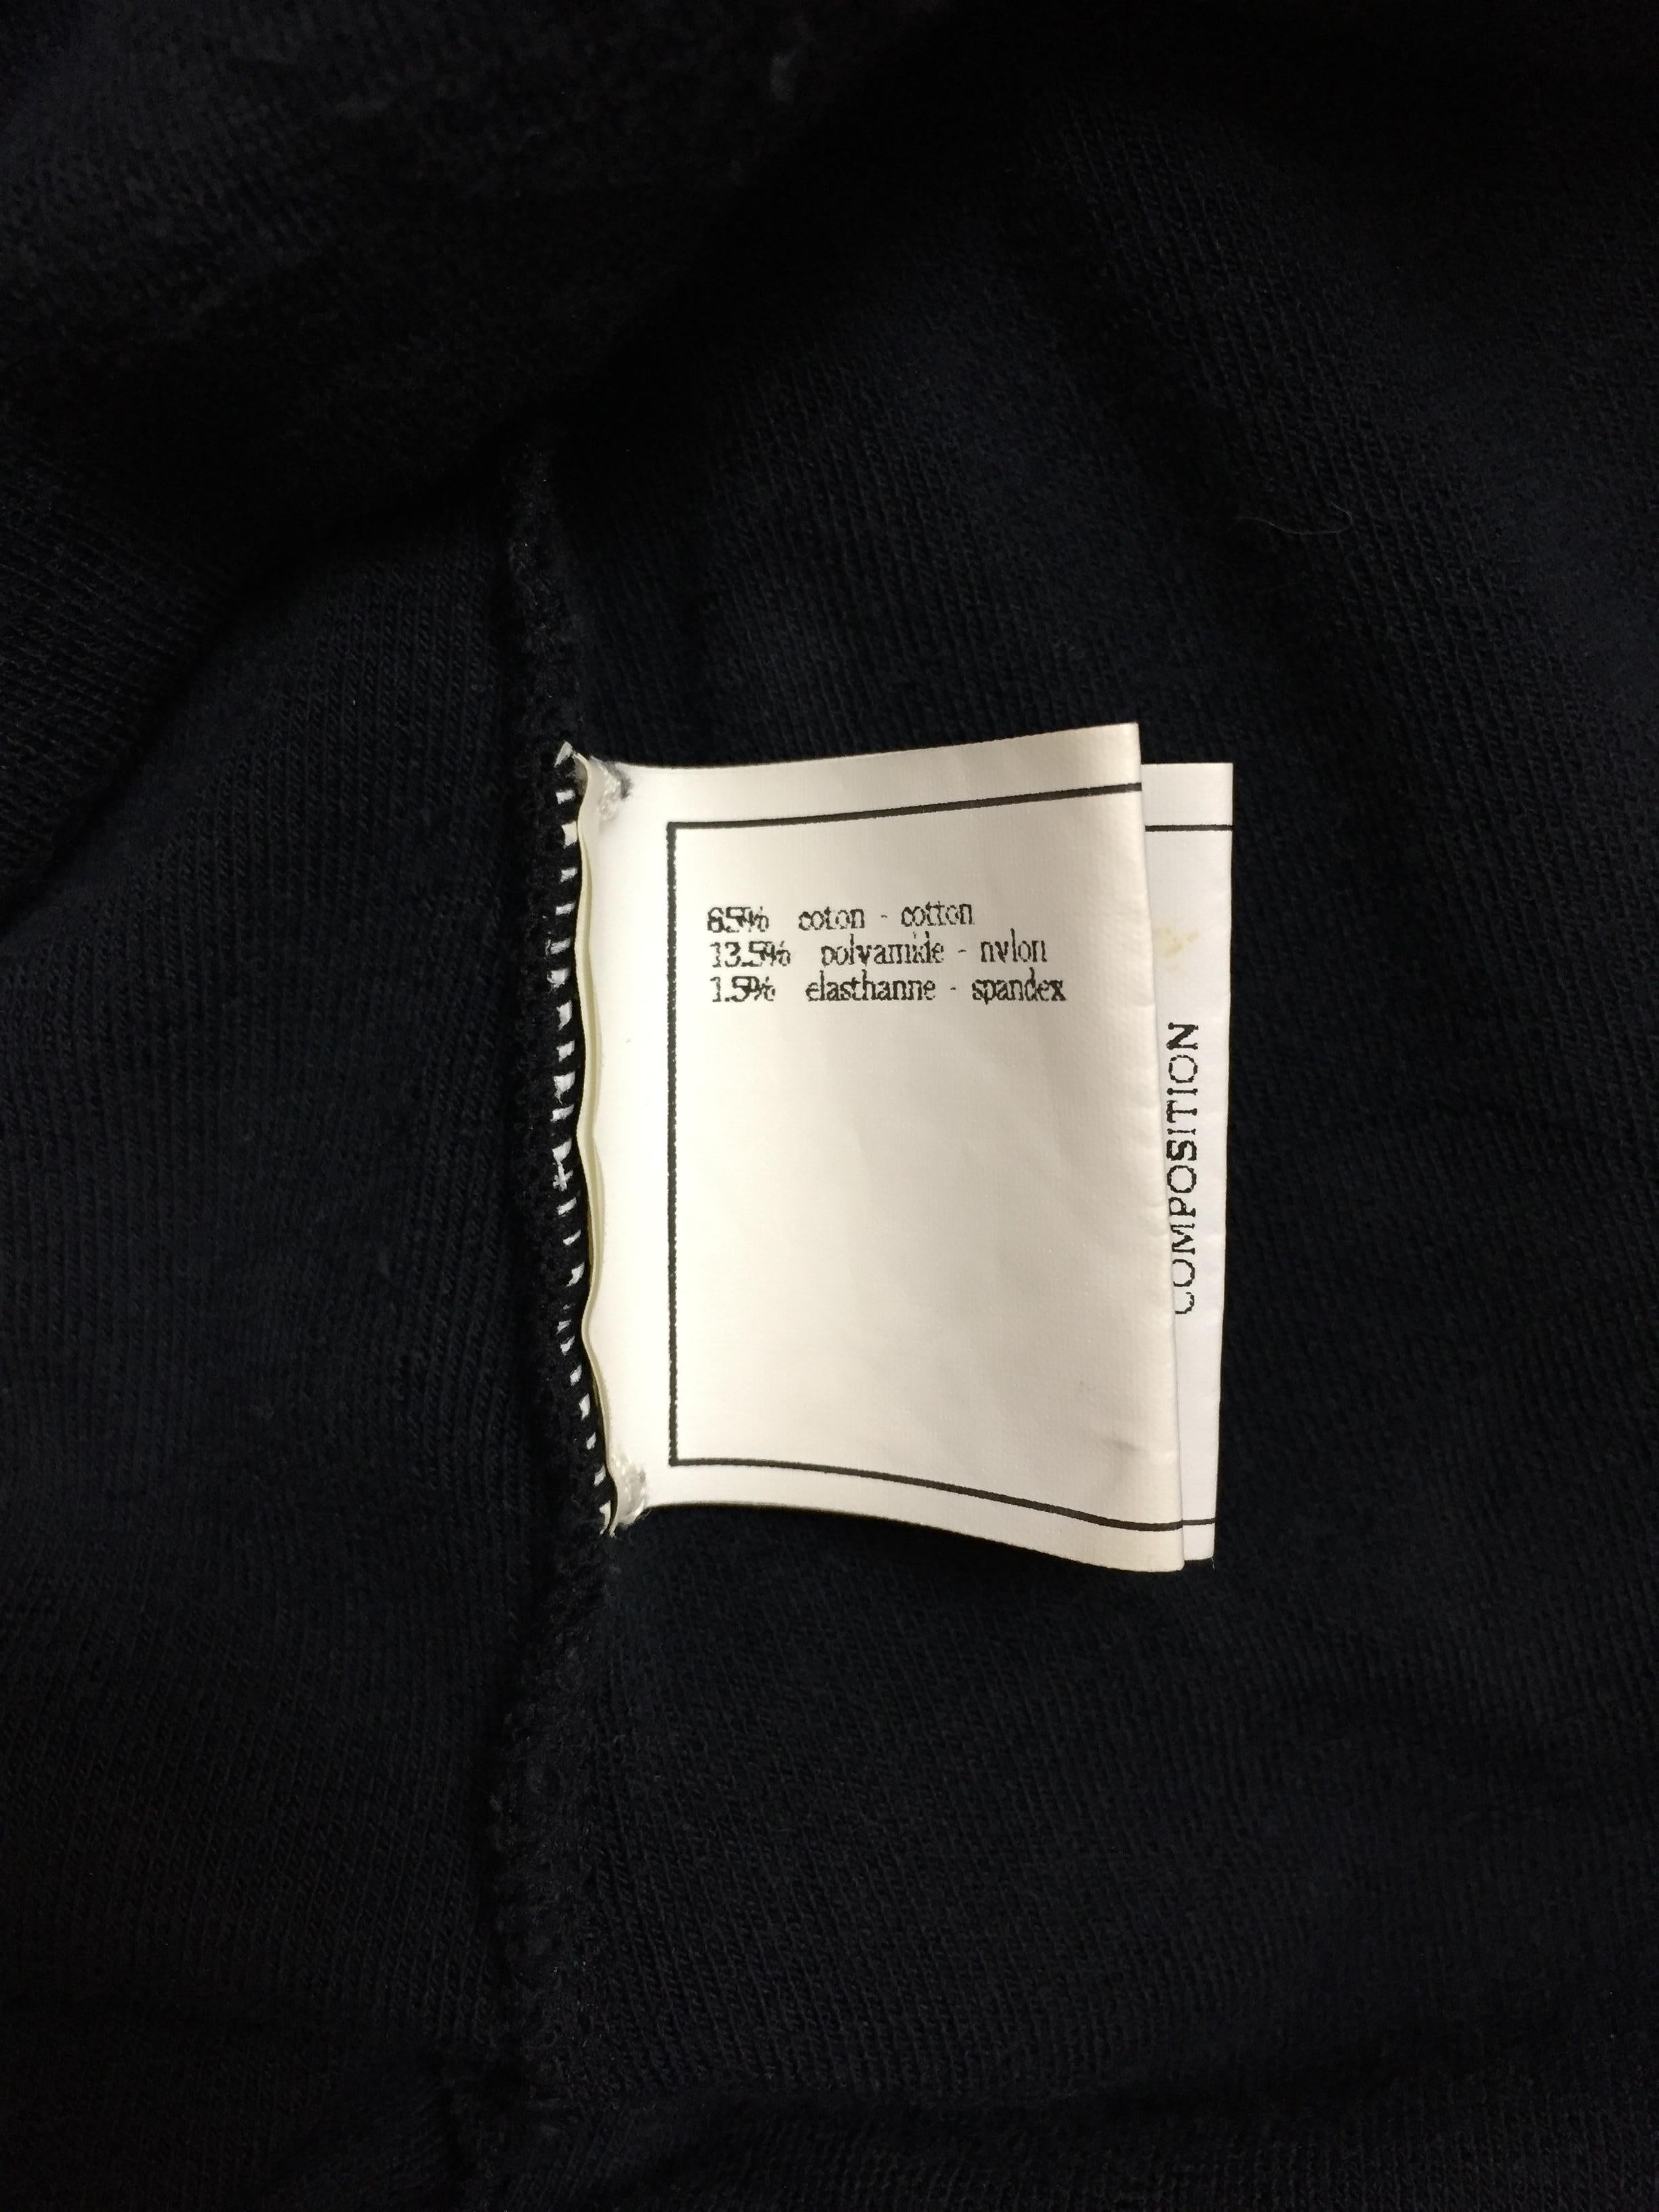 85% coton - cotton
13.5% polyamide - nylon
1.5% elasthanne - spandex
COMPOSITION